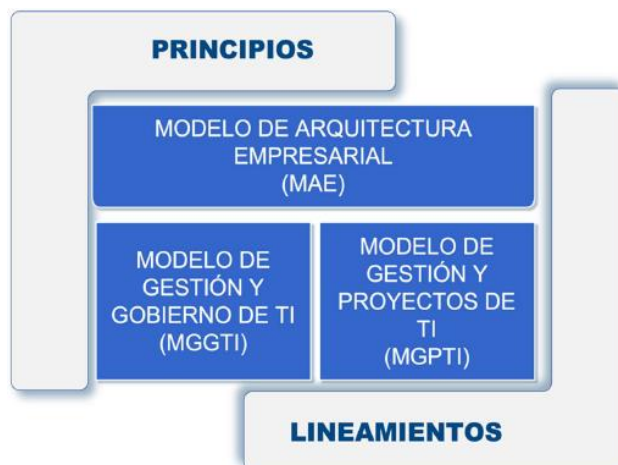 PRINCIPIOS
MODELO DE ARQUITECTURA
EMPRESARIAL
(MAE)
MODELO DE
GESTIÓN Y
GOBIERNO DE TI
(MGGTI)
MODELO DE
GESTIÓN Y
PROYECTOS DE
TI
(MGPTI)
LINEAMIENTOS